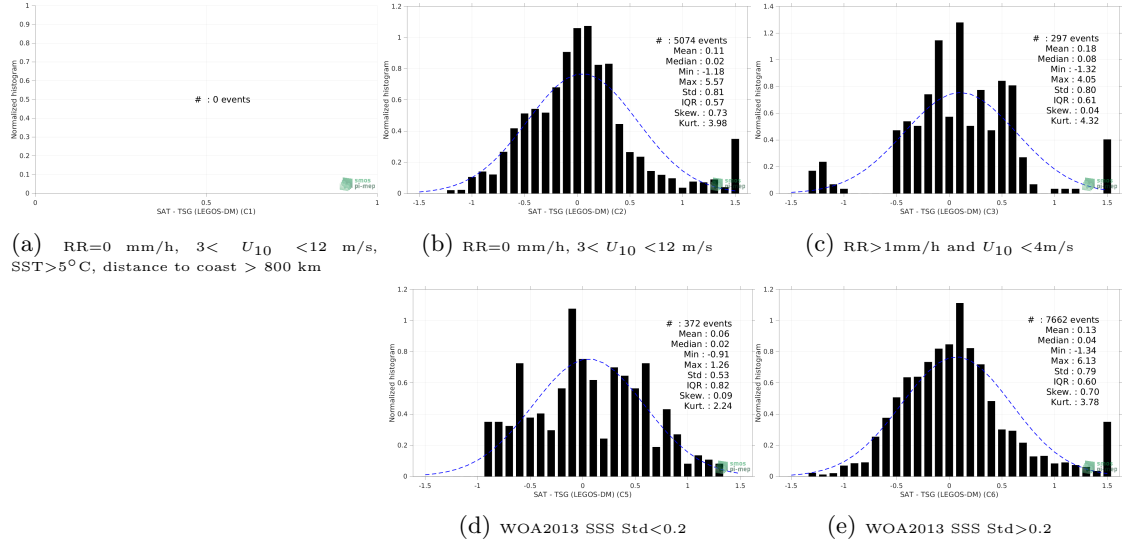 1
0.9
0.8
0.7
0.6
0.5
0.4
0.3
0.2
0.1
0
Normalized histogram
# : 0 events
smos
pi-mep
0 0.5 1
SAT - TSG (LEGOS-DM) (C1)
(a) RR=0 mm/h, 3< U10 <12 m/s,
SST>5°C, distance to coast > 800 km
1.2
1
0.8
0.6
0.4
0.2
0
Normalized histogram
# : 5074 events
Mean : 0.11
Median : 0.02
Min : -1.18
Max : 5.57
Std : 0.81
IQR : 0.57
Skew. : 0.73
Kurt. : 3.98
smos
pi-mep
-1.5 -1 -0.5 0 0.5 1 1.5
SAT - TSG (LEGOS-DM) (C2)
(b) RR=0 mm/h, 3< U10 <12 m/s
1.4
1.2
1
0.8
0.6
0.4
0.2
0
Normalized histogram
# : 297 events
Mean : 0.18
Median : 0.08
Min : -1.32
Max : 4.05
Std : 0.80
IQR : 0.61
Skew. : 0.04
Kurt. : 4.32
smos
pi-mep
-1.5 -1 -0.5 0 0.5 1 1.5
SAT - TSG (LEGOS-DM) (C3)
(c) RR>1mm/h and U10 <4m/s
1.2
1
0.8
0.6
0.4
0.2
0
Normalized histogram
# : 372 events
Mean : 0.06
Median : 0.02
Min : -0.91
Max : 1.26
Std : 0.53
IQR : 0.82
Skew. : 0.09
Kurt. : 2.24
smos
pi-mep
-1.5 -1 -0.5 0 0.5 1 1.5
SAT - TSG (LEGOS-DM) (C5)
(d) WOA2013 SSS Std<0.2
1.2
1
0.8
0.6
0.4
0.2
0
Normalized histogram
# : 7662 events
Mean : 0.13
Median : 0.04
Min : -1.34
Max : 6.13
Std : 0.79
IQR : 0.60
Skew. : 0.70
Kurt. : 3.78
smos
pi-mep
-1.5 -1 -0.5 0 0.5 1 1.5
SAT - TSG (LEGOS-DM) (C6)
(e) WOA2013 SSS Std>0.2